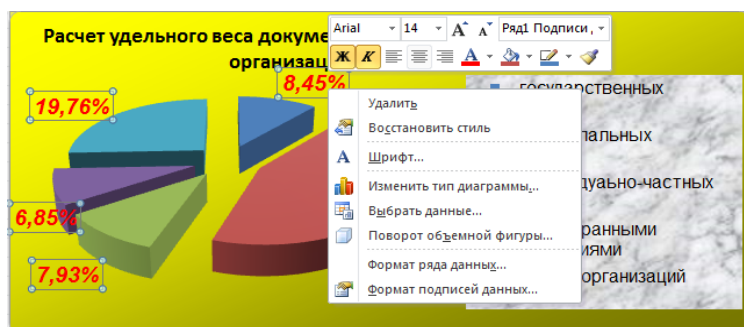 Arial 14 Ряд1 Подписи ,
Ж К А
Расчет удельного веса докуме
организац
8,45%
19,76%
6,85%
7,93%
Удалить
Восстановить стиль
Шрифт...
Изменить тип диаграммы...
Выбрать данные...
Поворот объемной фигуры...
Формат ряда данных...
Формат подписей данных...
государственных
пальных
дуаьно-частных
ранными
иями
организаций